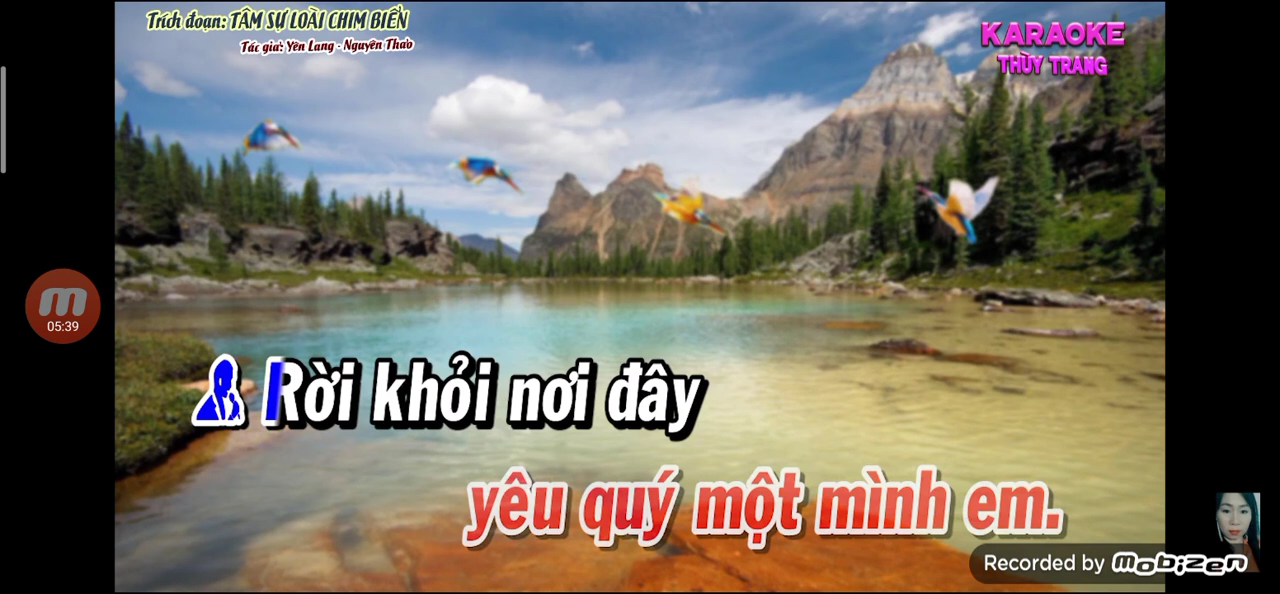 Trích đoạn: TÂM SỰ LOÀI CHIM BIỂN
Tác giả: Yên Lang - Nguyên Thảo
KARAOKE
THÙY TRANG
05:39
Rời khỏi nơi đây
yêu quý một mình em.
Recorded by mobizen